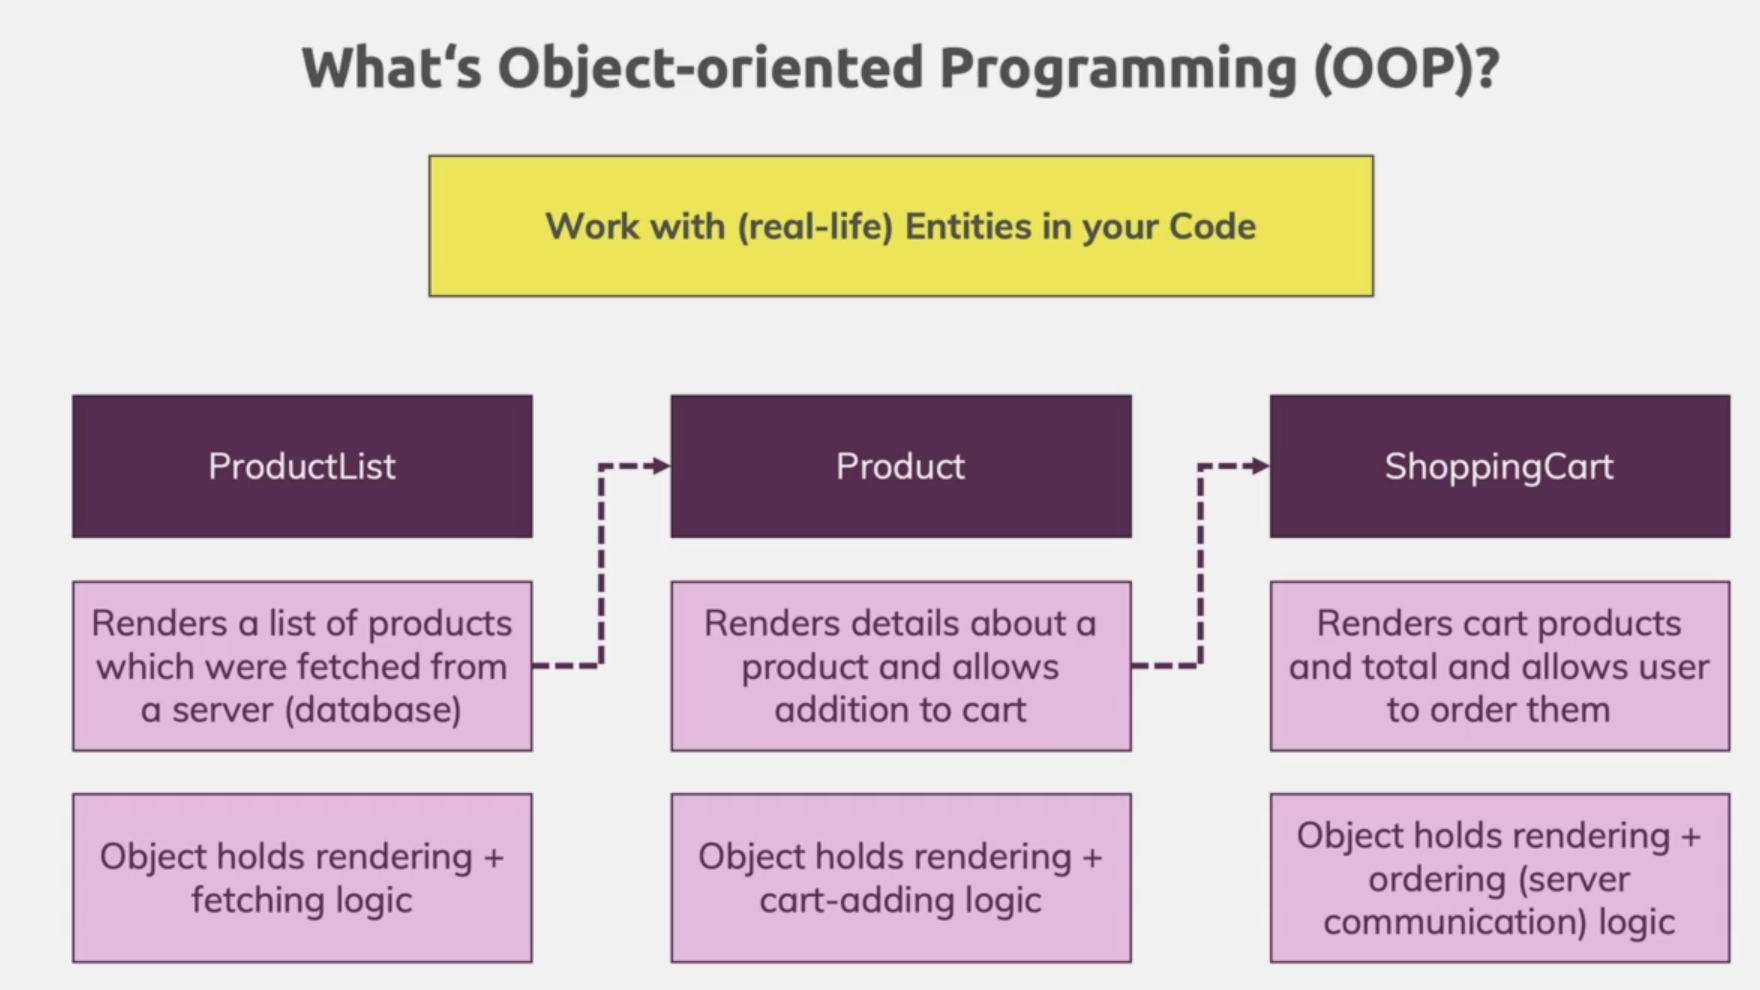 What‘s Object-oriented Programming (OOP)?
Work with (real-life) Entities in your Code
ProductList
Product
ShoppingCart
Renders a list of products
which were fetched from
a server (database)
Renders details about a
product and allows
addition to cart
Renders cart products
and total and allows user
to order them
Object holds rendering +
fetching logic
Object holds rendering +
cart-adding logic
Object holds rendering +
ordering (server
communication) logic